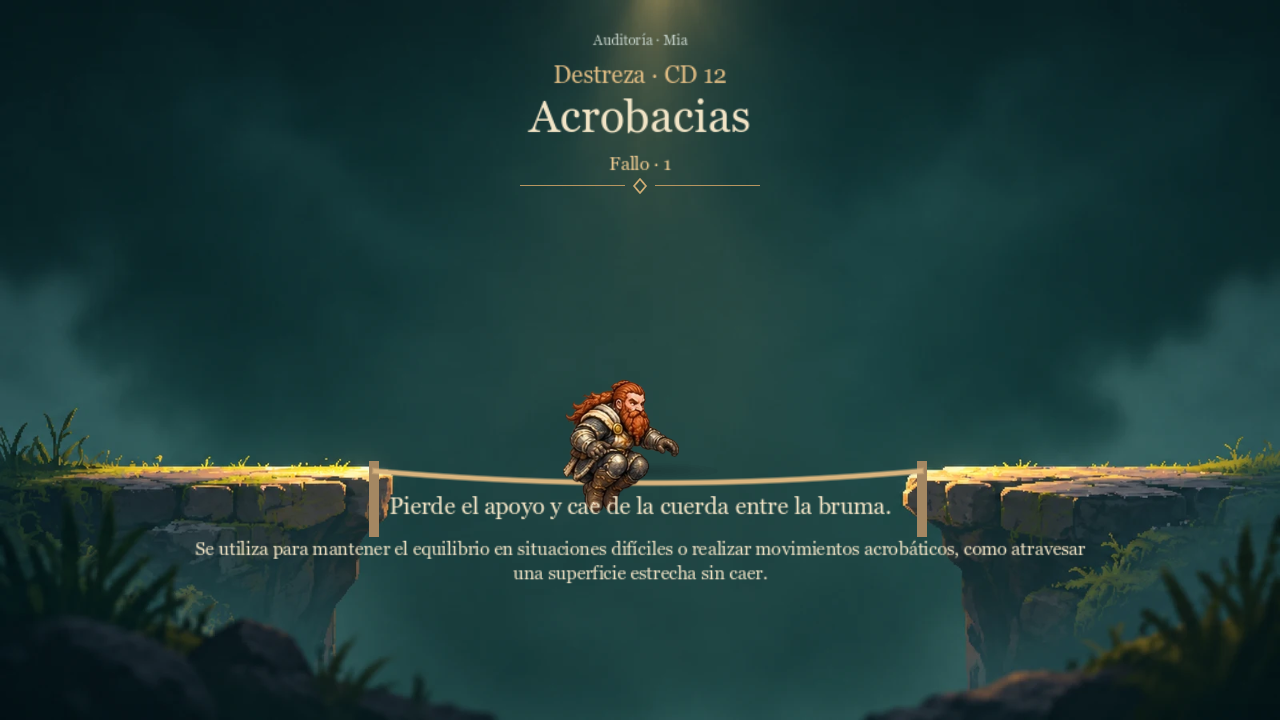 Auditoría · Mia
Destreza · CD 12
Acrobacias
Fallo · 1
Pierde el apoyo y cae de la cuerda entre la bruma.
Se utiliza para mantener el equilibrio en situaciones difíciles o realizar movimientos acrobáticos, como atravesar
una superficie estrecha sin caer.